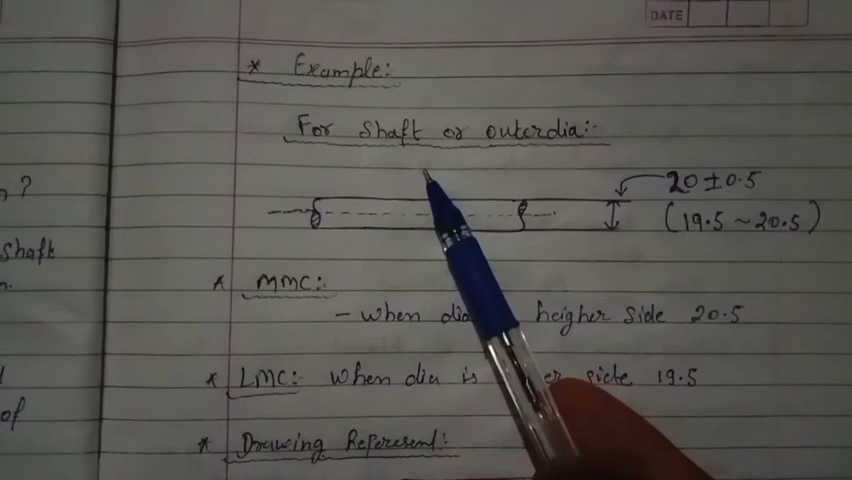 DATE
* Example:
For Shaft or outerdia:-
20±0.5
(19.5~20.5)
* MMC:
- when dia heigher side 20.5
* LMC: when dia is side 19.5
* Drawing Represent:-
?
shaft
of